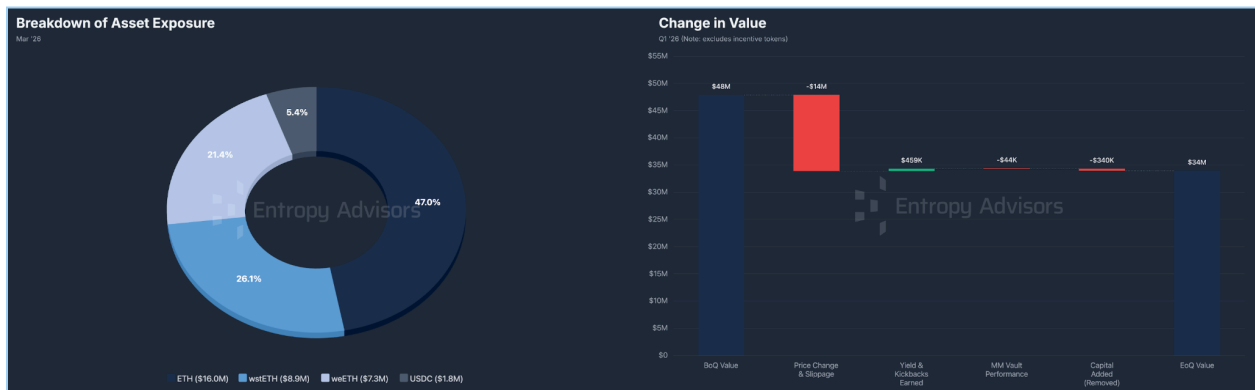 Breakdown of Asset Exposure
Mar '26
5.4%
21.4%
47.0%
Entropy Advisors
26.1%
ETH ($16.0M) wstETH ($8.9M) weETH ($7.3M) USDC ($1.8M)
Change in Value
Q1 '26 (Note: excludes incentive tokens)
$55M
$50M
$45M
$40M
$35M
$30M
$25M
$20M
$15M
$10M
$5M
$0
$48M
-$14M
$459K
-$44K
-$340K
$34M
Entropy Advisors
BoQ Value
Price Change
& Slippage
Yield &
Kickbacks
Earned
MM Vault
Performance
Capital
Added
(Removed)
EoQ Value